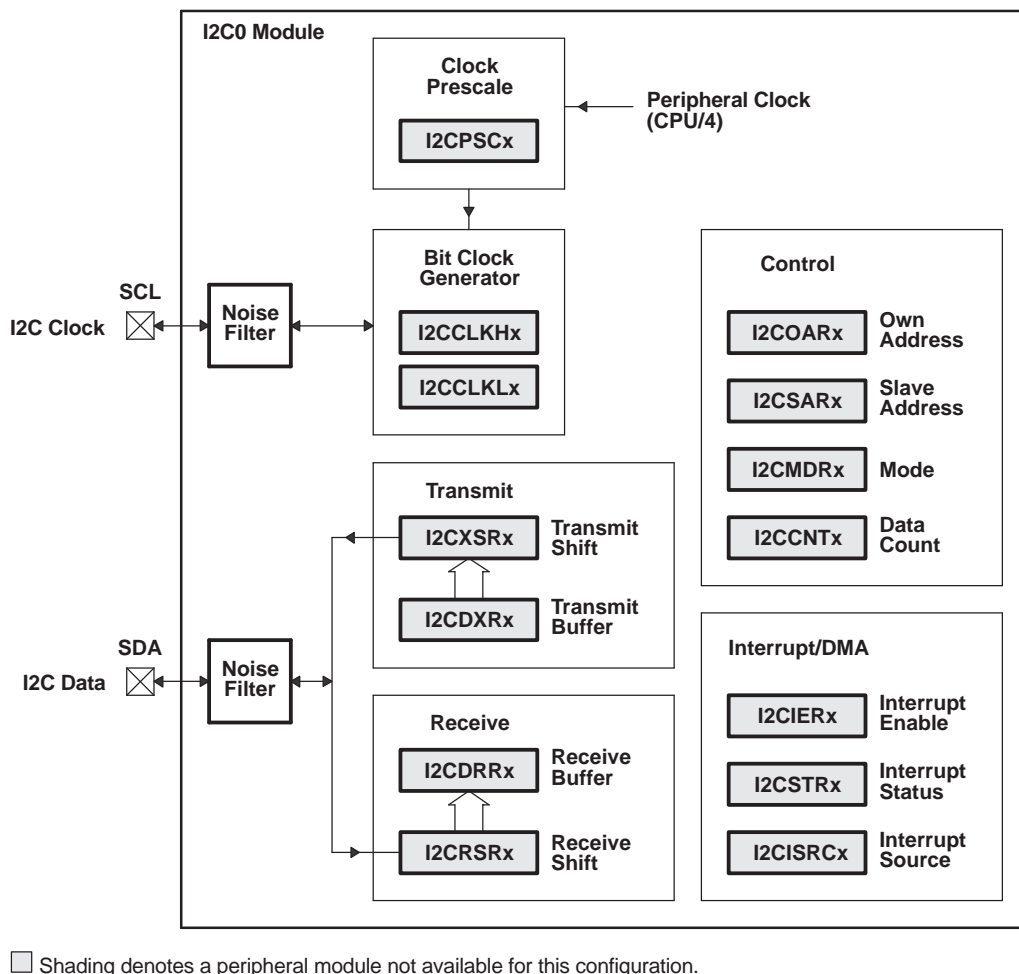 I2C0 Module
Clock
Prescale
I2CPSCx
Peripheral Clock
(CPU/4)
Bit Clock
Generator
I2CCLKHx
I2CCLKLx
SCL
I2C Clock
Noise
Filter
Control
I2COARx
Own
Address
I2CSARx
Slave
Address
I2CMDRx
Mode
I2CCNTx
Data
Count
Transmit
I2CXSRx
Transmit
Shift
I2CDXRx
Transmit
Buffer
SDA
I2C Data
Noise
Filter
Receive
I2CDRRx
Receive
Buffer
I2CRSRx
Receive
Shift
Interrupt/DMA
I2CIERx
Interrupt
Enable
I2CSTRx
Interrupt
Status
I2CISRCx
Interrupt
Source
Shading denotes a peripheral module not available for this configuration.